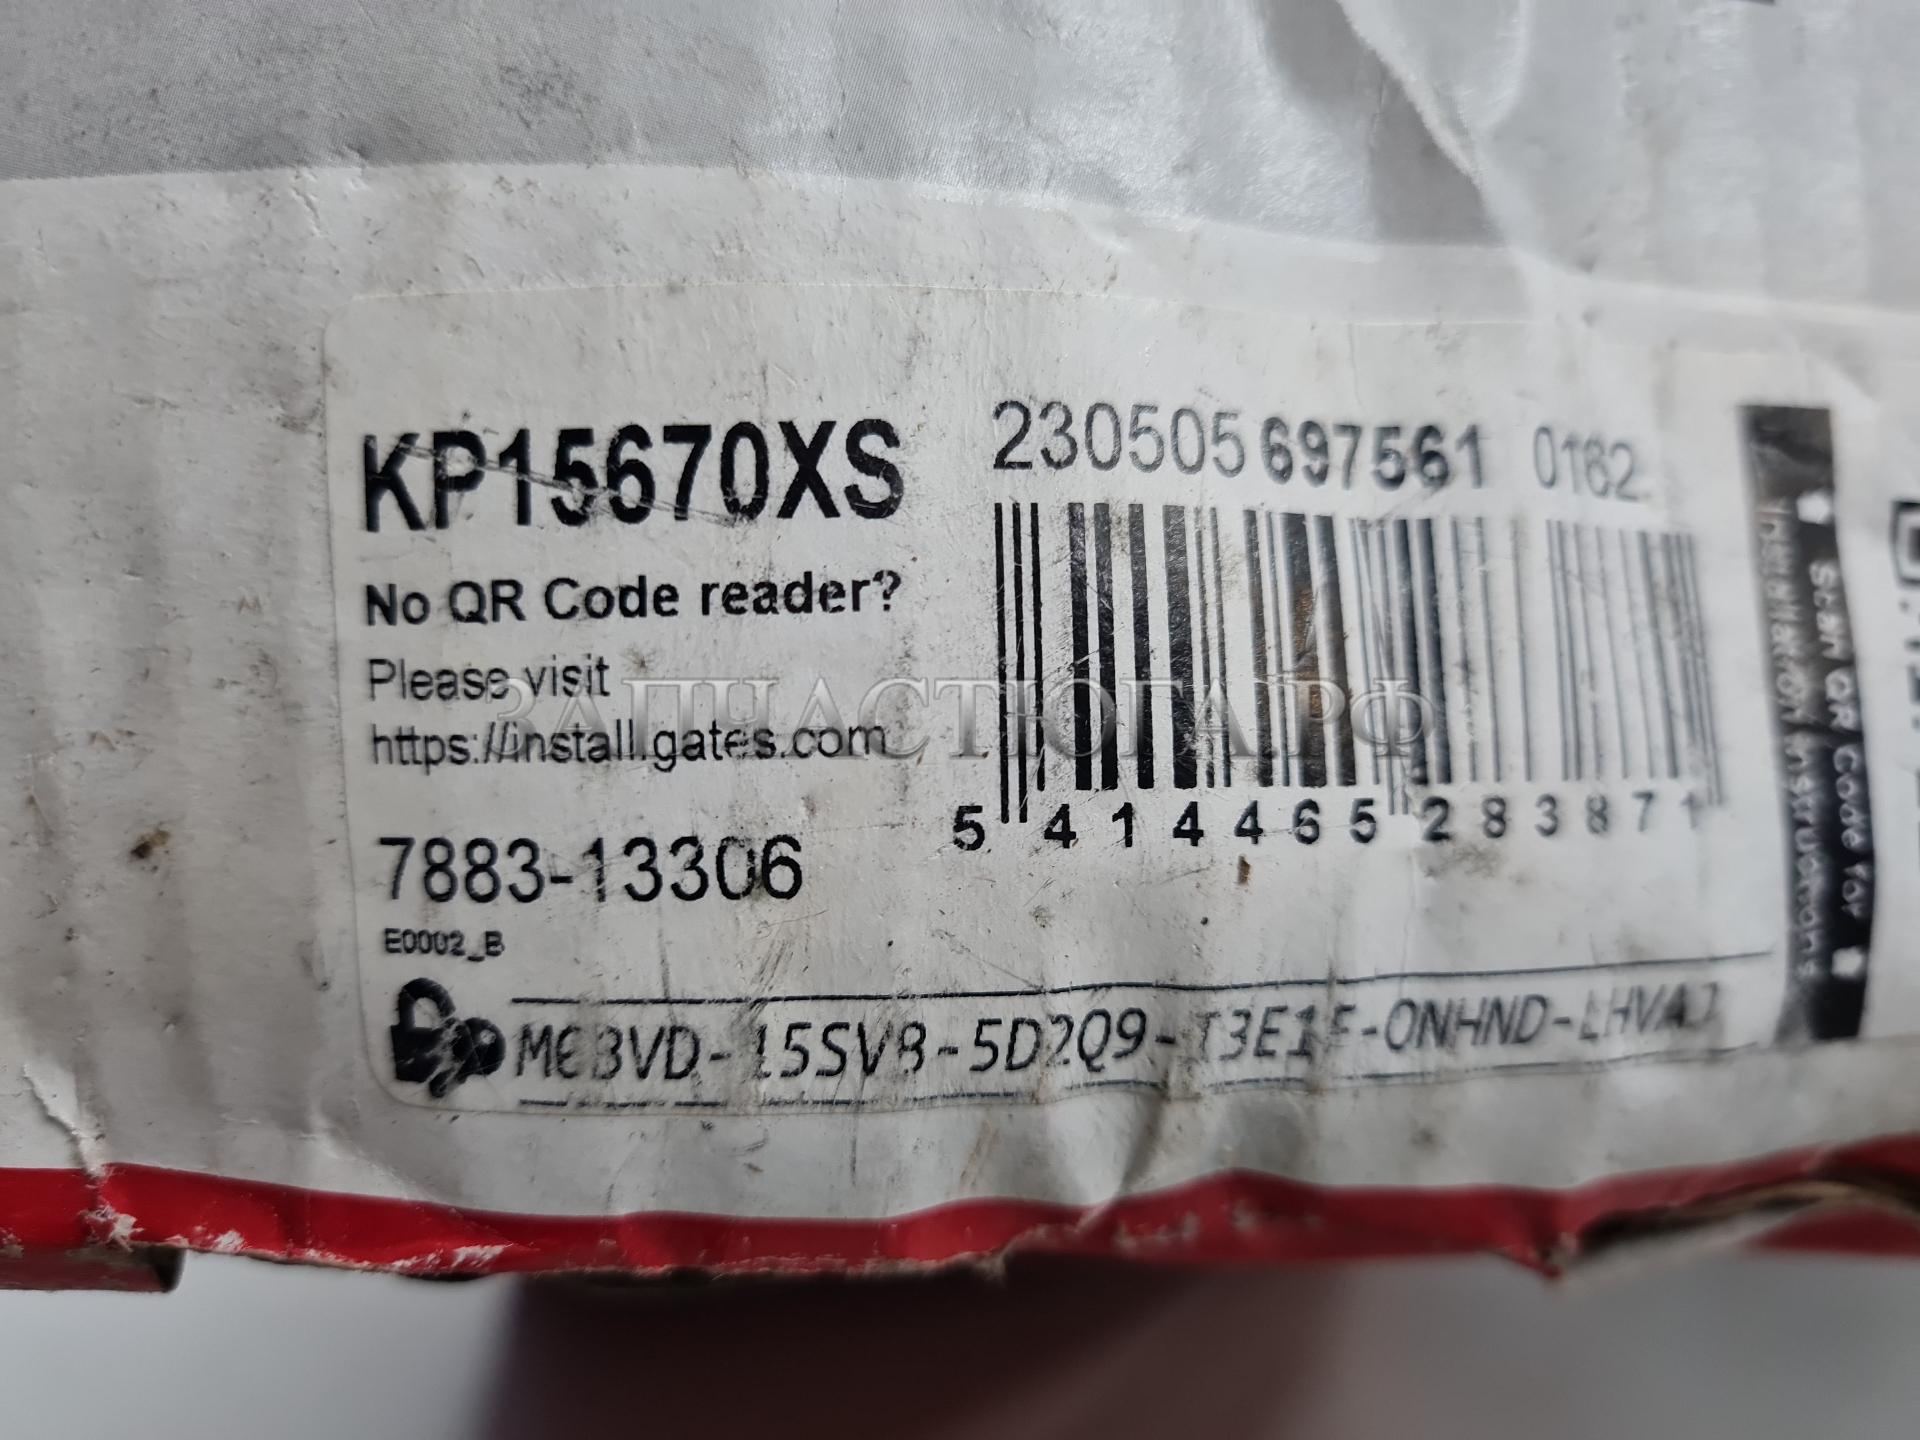 KP15670XS
230505 697561 0182
No QR Code reader?
Please visit
https://install.gates.com
ЗАПЧАСТЮГА.РФ
5 414465 283871
7883-13306
E0002_B
Scan QR Code for
installation instructions